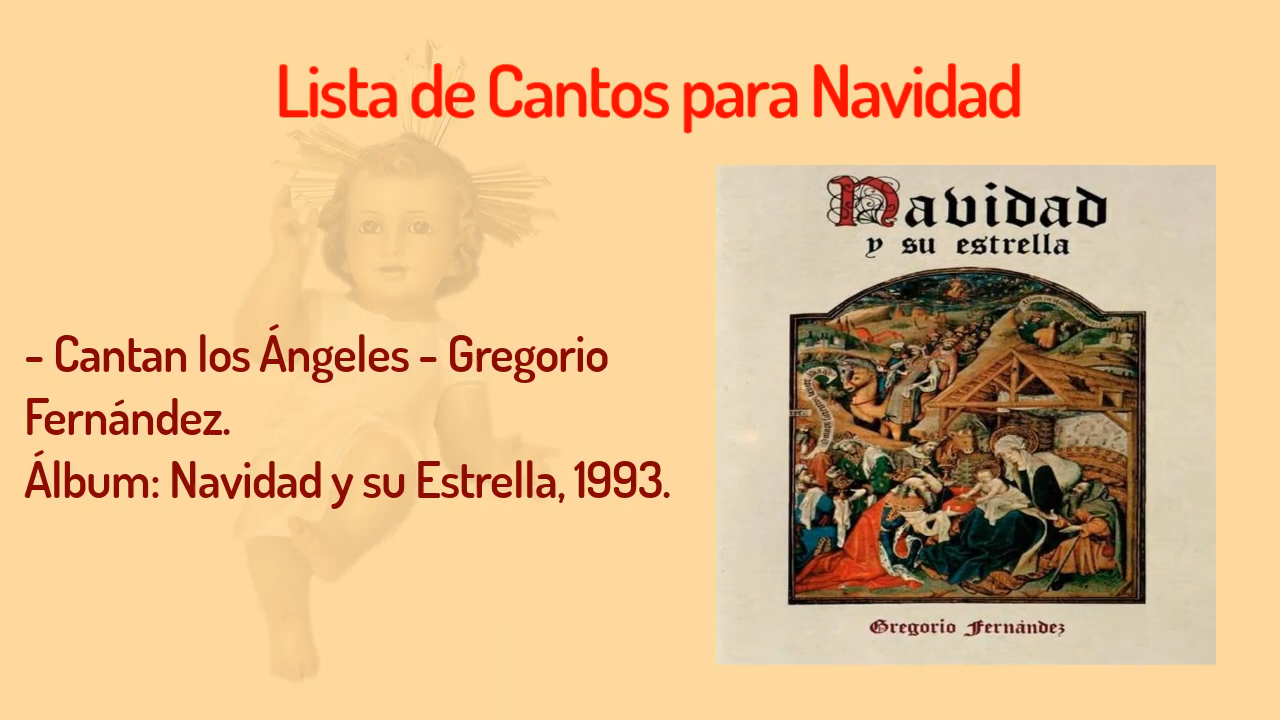 Lista de Cantos para Navidad
Navidad
y su estrella
- Cantan los Ángeles - Gregorio
Fernández.
Álbum: Navidad y su Estrella, 1993.
Gregorio Fernández